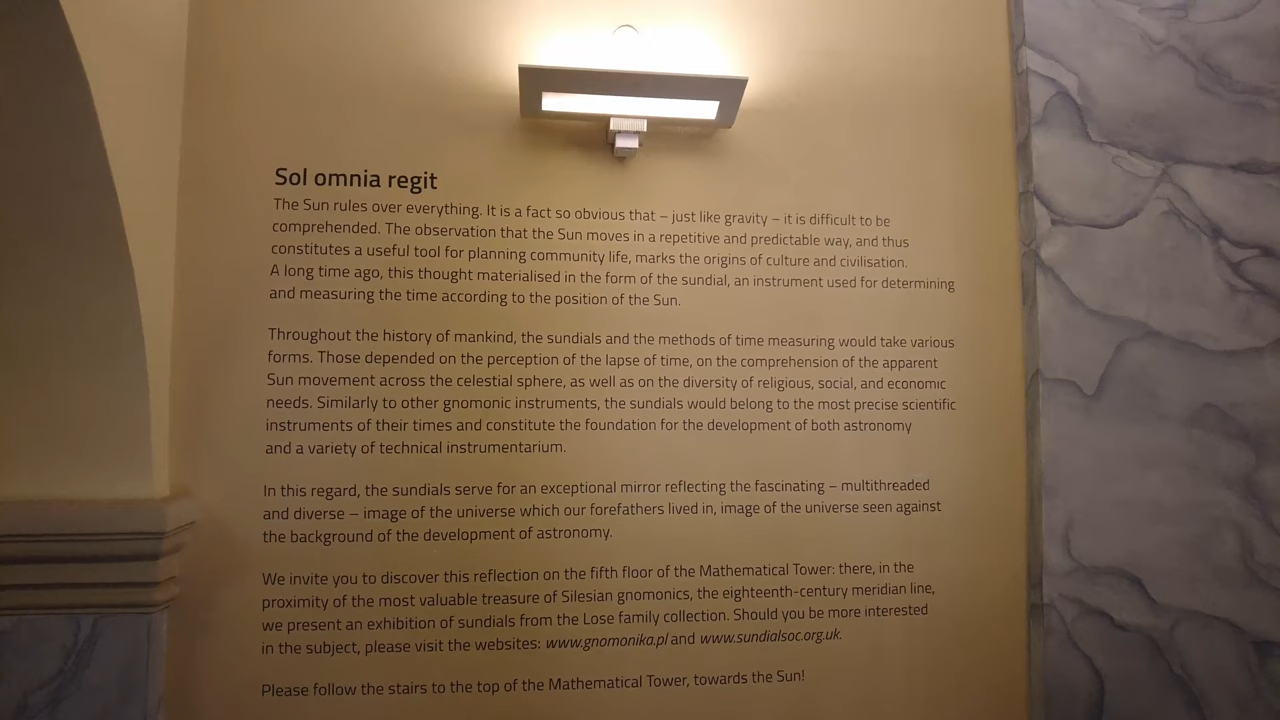 Sol omnia regit
The Sun rules over everything. It is a fact so obvious that – just like gravity – it is difficult to be
comprehended. The observation that the Sun moves in a repetitive and predictable way, and thus
constitutes a useful tool for planning community life, marks the origins of culture and civilisation.
A long time ago, this thought materialised in the form of the sundial, an instrument used for determining
and measuring the time according to the position of the Sun.
Throughout the history of mankind, the sundials and the methods of time measuring would take various
forms. Those depended on the perception of the lapse of time, on the comprehension of the apparent
Sun movement across the celestial sphere, as well as on the diversity of religious, social, and economic
needs. Similarly to other gnomonic instruments, the sundials would belong to the most precise scientific
instruments of their times and constitute the foundation for the development of both astronomy
and a variety of technical instrumentarium.
In this regard, the sundials serve for an exceptional mirror reflecting the fascinating – multithreaded
and diverse – image of the universe which our forefathers lived in, image of the universe seen against
the background of the development of astronomy.
We invite you to discover this reflection on the fifth floor of the Mathematical Tower: there, in the
proximity of the most valuable treasure of Silesian gnomonics, the eighteenth-century meridian line,
we present an exhibition of sundials from the Lose family collection. Should you be more interested
in the subject, please visit the websites: www.gnomonika.pl and www.sundialsoc.org.uk.
Please follow the stairs to the top of the Mathematical Tower, towards the Sun!